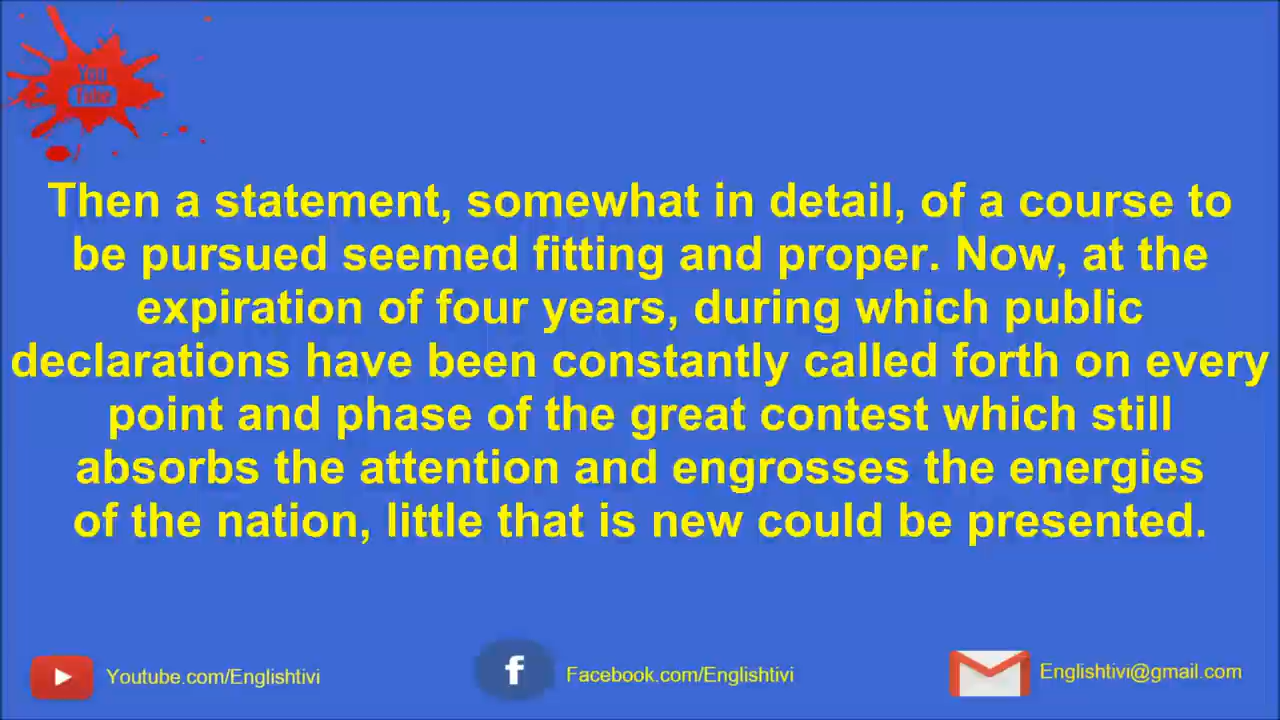 You
Tube
Then a statement, somewhat in detail, of a course to
be pursued seemed fitting and proper. Now, at the
expiration of four years, during which public
declarations have been constantly called forth on every
point and phase of the great contest which still
absorbs the attention and engrosses the energies
of the nation, little that is new could be presented.
Youtube.com/Englishtivi
f
Facebook.com/Englishtivi
Englishtivi@gmail.com